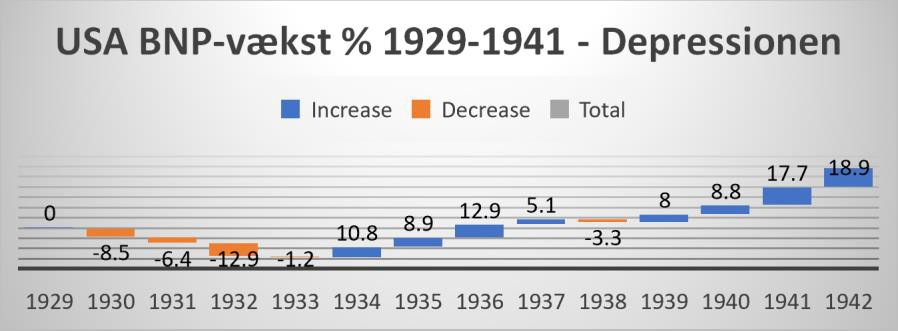 USA BNP-vækst % 1929-1941 - Depressionen
Increase Decrease Total
0 -8.5 -6.4 -12.9 -1.2 10.8 8.9 12.9 5.1 -3.3 8 8.8 17.7 18.9
1929 1930 1931 1932 1933 1934 1935 1936 1937 1938 1939 1940 1941 1942